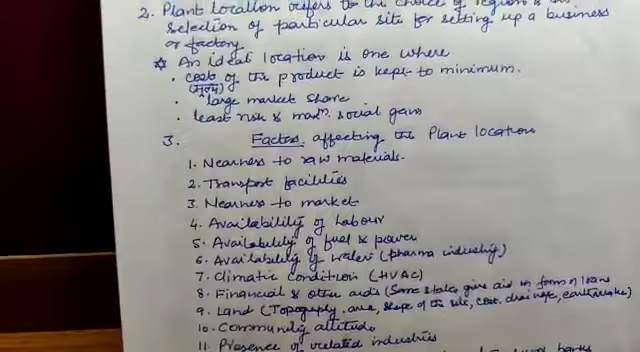 2. Plant location refers to the choice of region & the
selection of particular site for setting up a business
or factory
☆ An ideal location is one where
• cost of the product is kept to minimum.
(मूल्य)
• large market share
• least risk & maxm. social gain
3. Factors affecting the Plant location
1. Nearness to raw materials.
2. Transport facilities
3. Nearness to market
4. Availability of Labour
5. Availability of fuel & power
6. Availability of water (pharma industry)
7. Climatic condition (HVAC)
8. Financial & other aids (Some states give aid in form of loans
9. Land (Topography, area, shape of the site, cost, drainage, earthquake)
10. Community attitude
11. Presence of related industries
banks